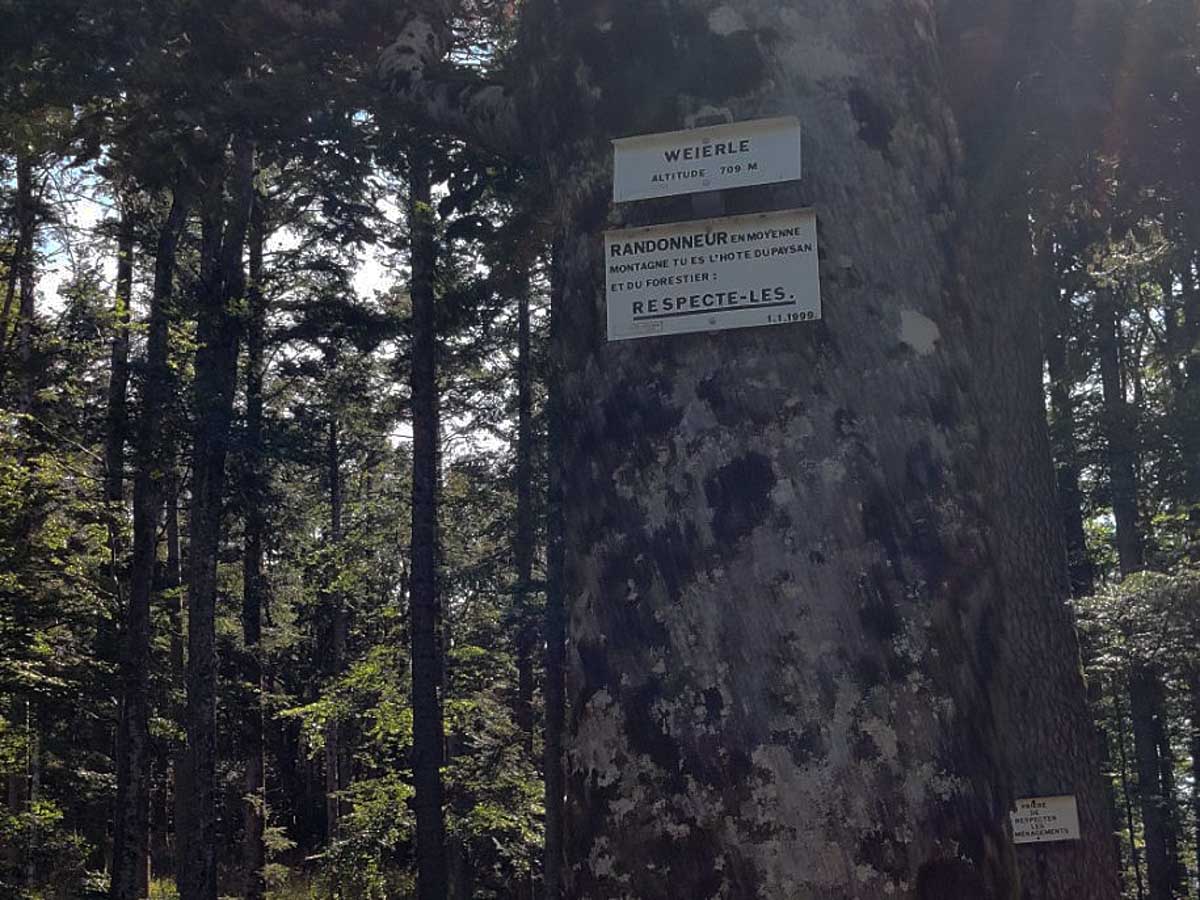 WEIERLE
ALTITUDE 709 M
RANDONNEUR EN MOYENNE
MONTAGNE TU ES L'HOTE DU PAYSAN
ET DU FORESTIER :
RESPECTE-LES.
1.1.1999.
PRIERE
DE
RESPECTER
LES
MENAGEMENTS